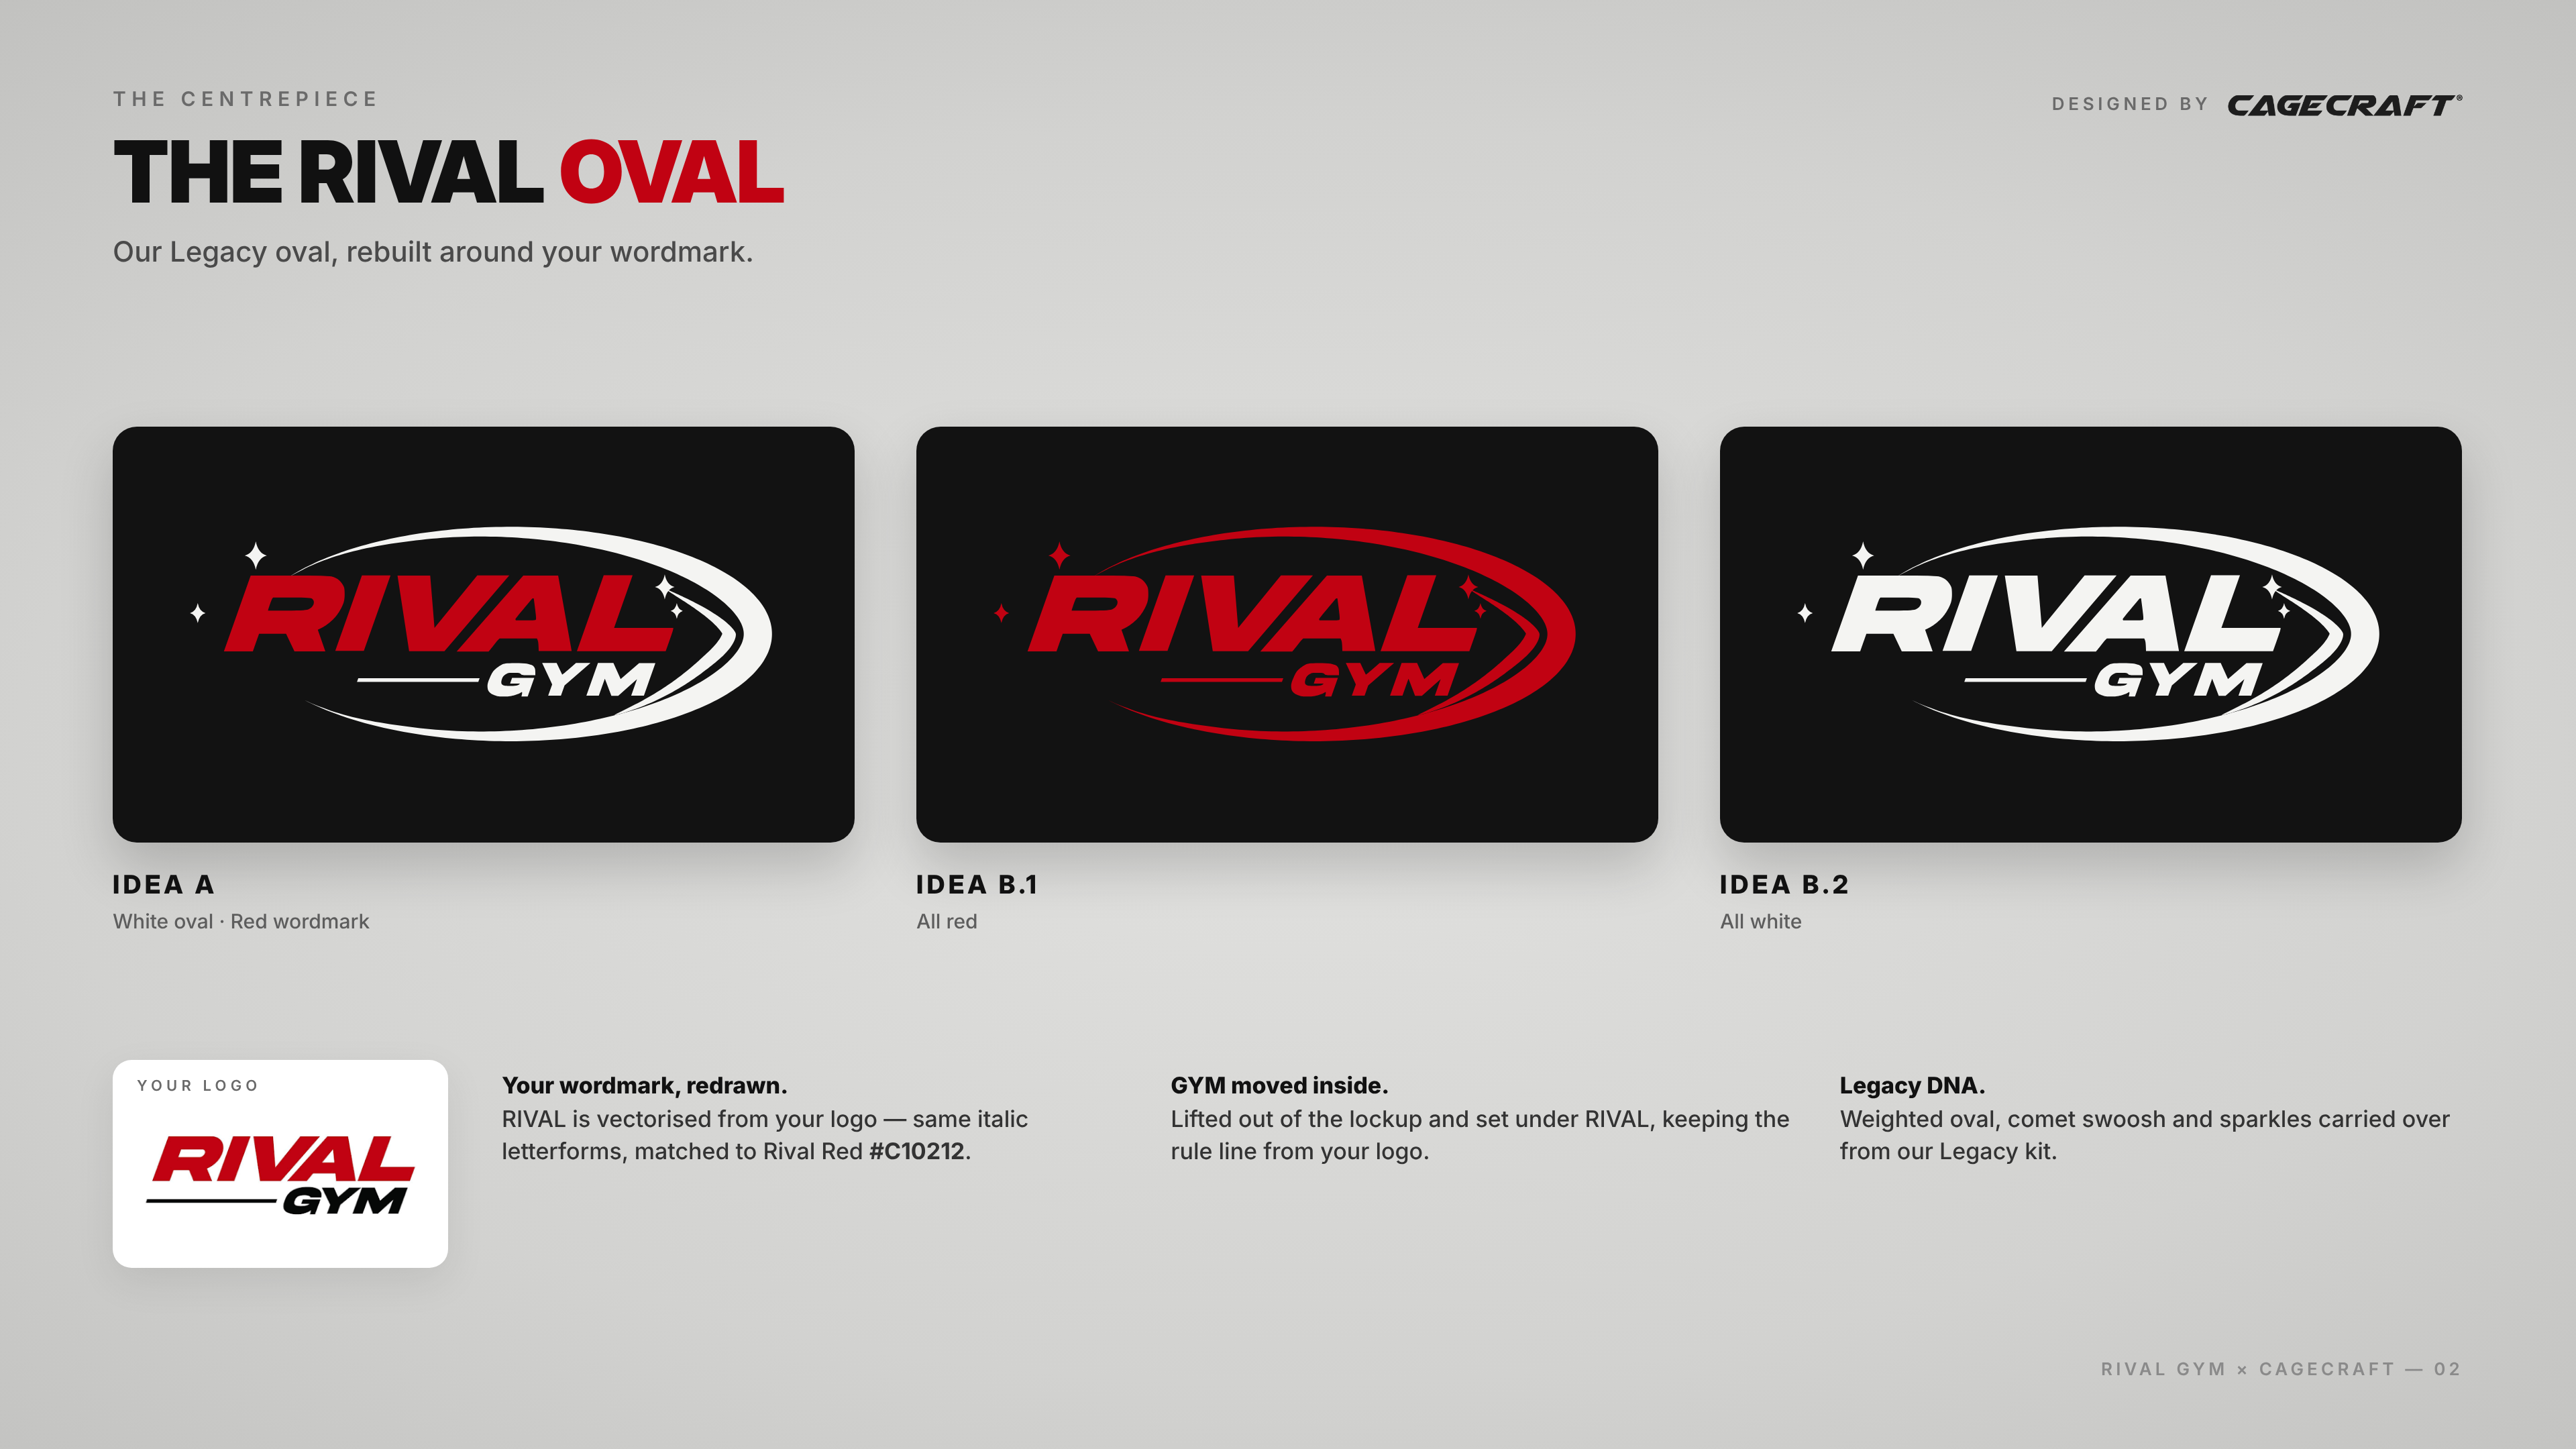 THE CENTREPIECE
DESIGNED BY CAGECRAFT®
THE RIVAL OVAL
Our Legacy oval, rebuilt around your wordmark.
RIVAL
GYM
RIVAL
GYM
RIVAL
GYM
IDEA A
White oval · Red wordmark
IDEA B.1
All red
IDEA B.2
All white
YOUR LOGO
RIVAL
GYM
Your wordmark, redrawn.
RIVAL is vectorised from your logo — same italic
letterforms, matched to Rival Red #C10212.
GYM moved inside.
Lifted out of the lockup and set under RIVAL, keeping the
rule line from your logo.
Legacy DNA.
Weighted oval, comet swoosh and sparkles carried over
from our Legacy kit.
RIVAL GYM × CAGECRAFT — 02